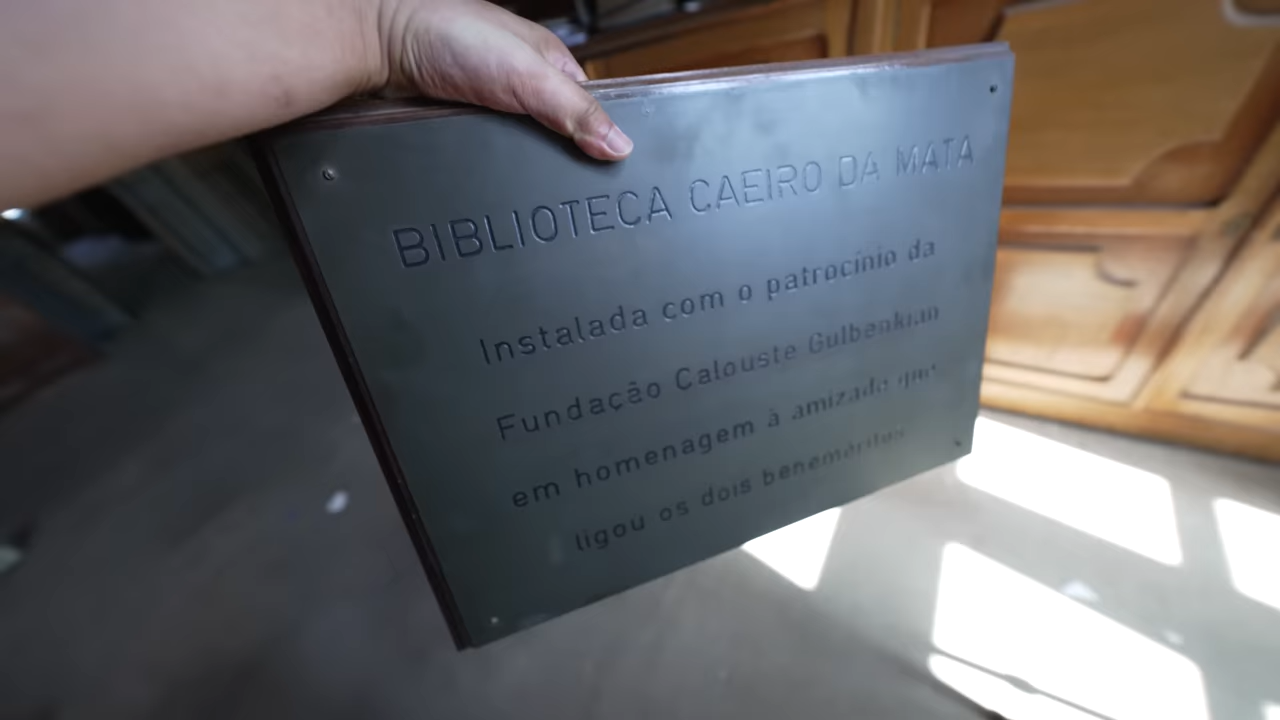 BIBLIOTECA CAEIRO DA MATA
Instalada com o patrocínio da
Fundação Calouste Gulbenkian
em homenagem à amizade que
ligou os dois beneméritos